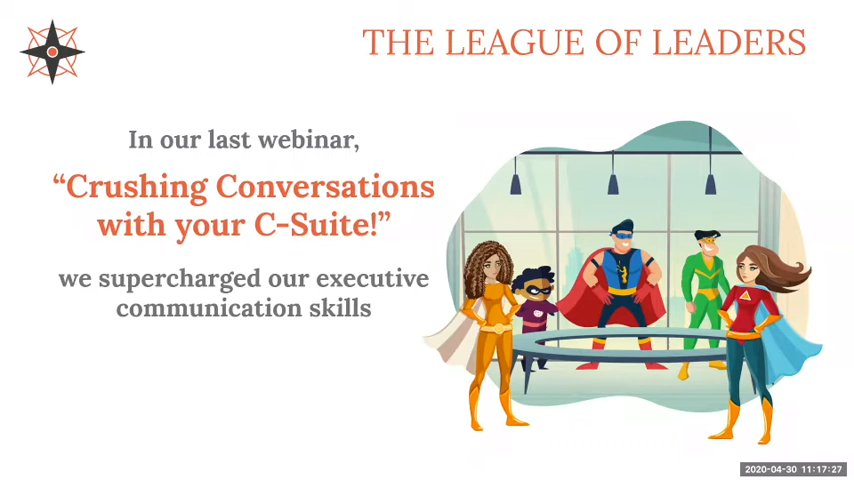 THE LEAGUE OF LEADERS
In our last webinar,
“Crushing Conversations
with your C-Suite!”
we supercharged our executive
communication skills
2020-04-30 11:17:27